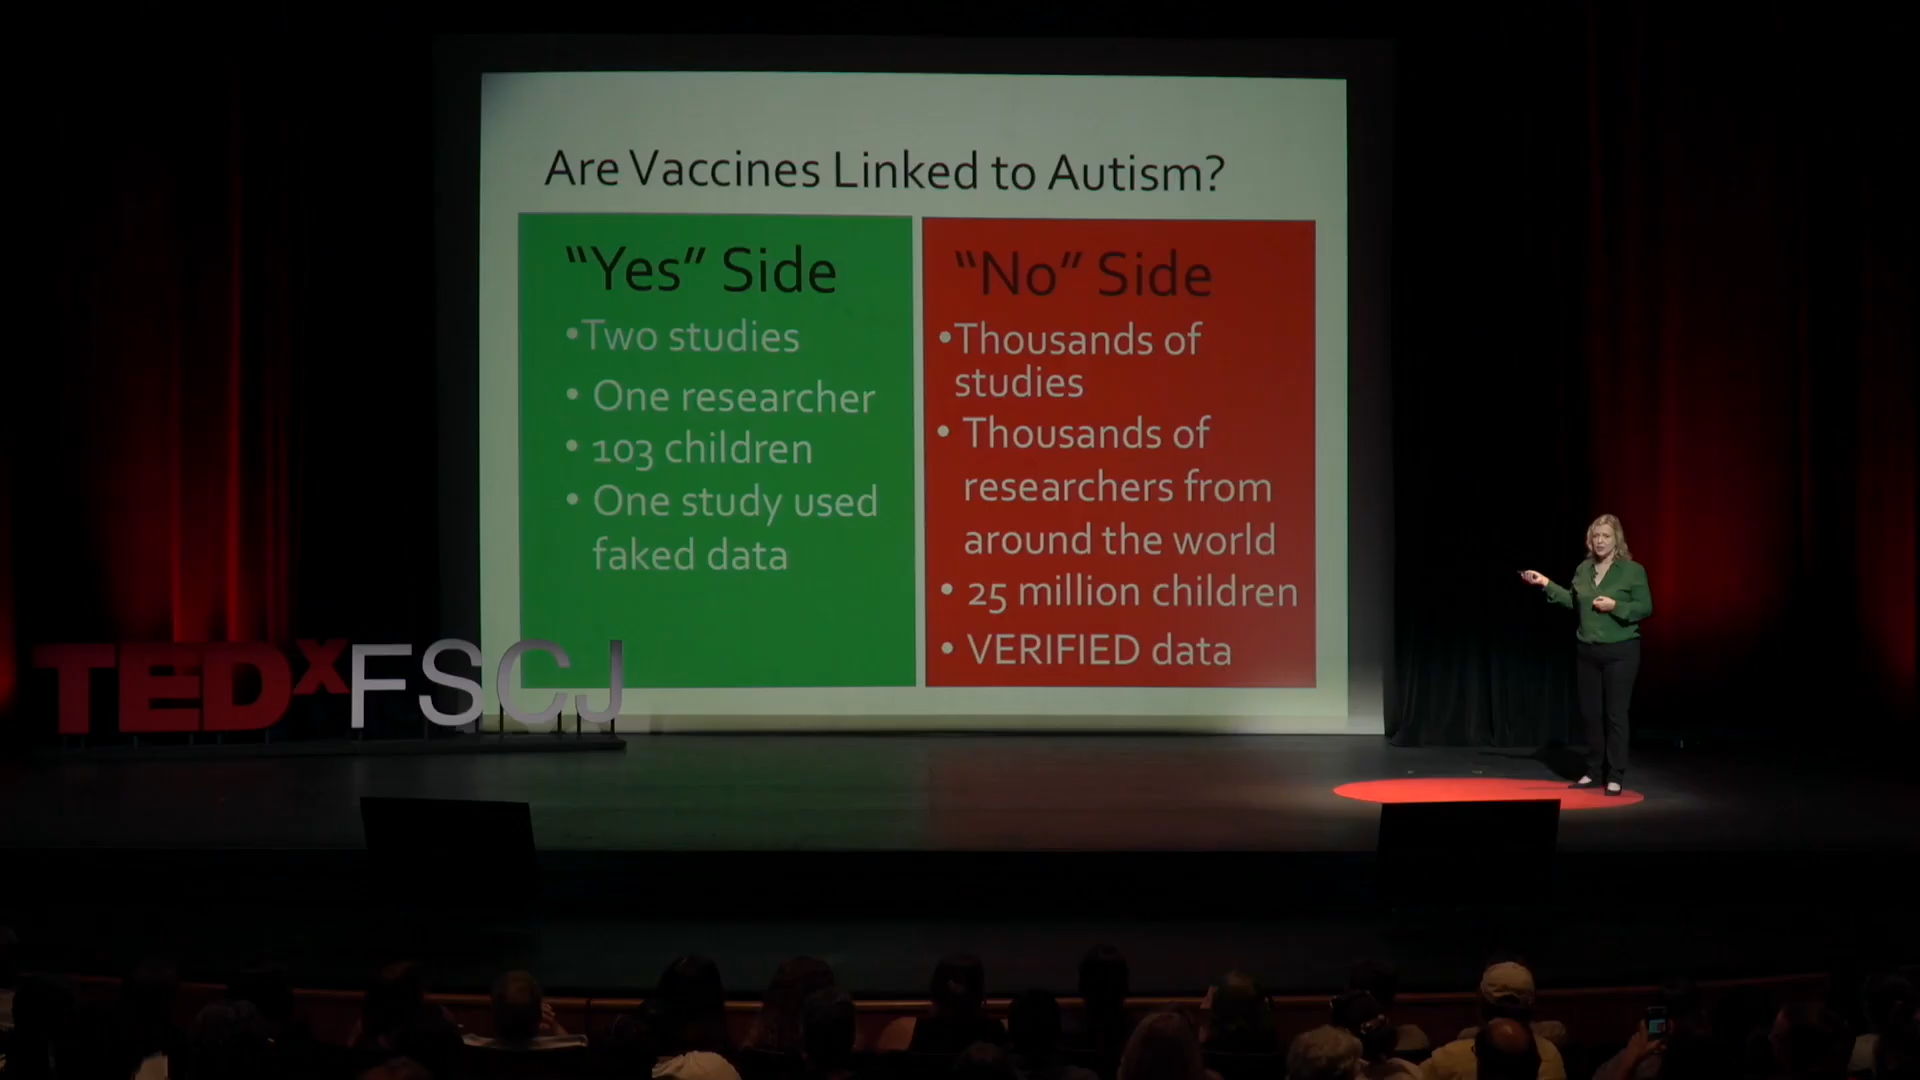 Are Vaccines Linked to Autism?
“Yes” Side
•Two studies
• One researcher
• 103 children
• One study used
faked data
“No” Side
•Thousands of
studies
• Thousands of
researchers from
around the world
• 25 million children
• VERIFIED data
TEDxFSCJ